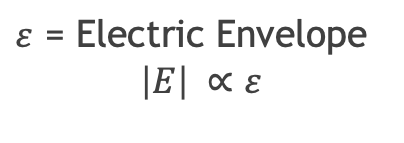 ε = Electric Envelope
|E| ∝ ε